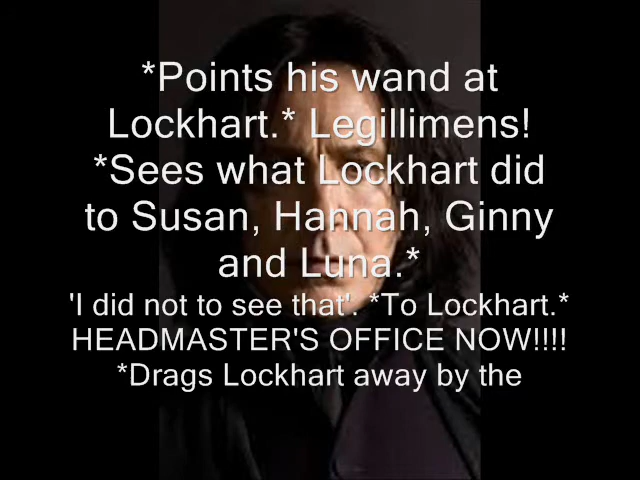 *Points his wand at
Lockhart.* Legillimens!
*Sees what Lockhart did
to Susan, Hannah, Ginny
and Luna.*
'I did not to see that'. *To Lockhart.*
HEADMASTER'S OFFICE NOW!!!!
*Drags Lockhart away by the